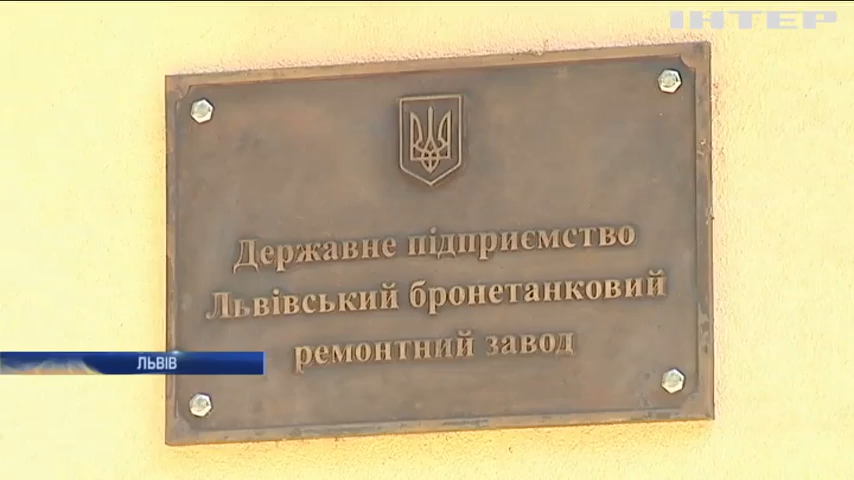 ІНТЕР
Державне підприємство
Львівський бронетанковий
ремонтний завод
ЛЬВІВ